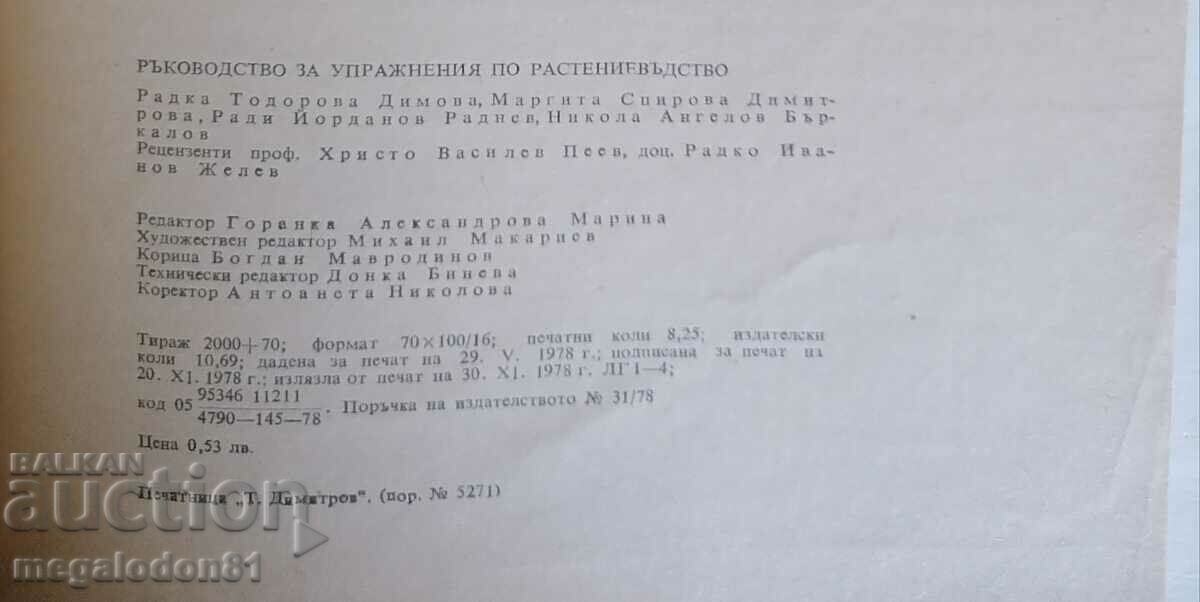 РЪКОВОДСТВО ЗА УПРАЖНЕНИЯ ПО РАСТЕНИЕВЪДСТВО
Радка Тодорова Димова, Маргита Спирова Димит-
рова, Ради Йорданов Раднев, Никола Ангелов Бър-
калов
Рецензенти проф. Христо Василев Пеев, доц. Радко Ива-
нов Желев
Редактор Горанка Александрова Марина
Художествен редактор Михаил Макариев
Корица Богдан Мавродинов
Технически редактор Донка Бинева
Коректор Антоанета Николова
Тираж 2000+70; формат 70×100/16; печатни коли 8,25; издателски
коли 10,69; дадена за печат на 29. V. 1978 г.; подписана за печат на
20. XI. 1978 г.; излязла от печат на 30. XI. 1978 г. ЛГ1—4;
код 05 95346 11211
4790—145—78 . Поръчка на издателството № 31/78
Цена 0,53 лв.
Печатница „Т. Димитров“. (пор. № 5271)
BALKAN
auction
megalodon81